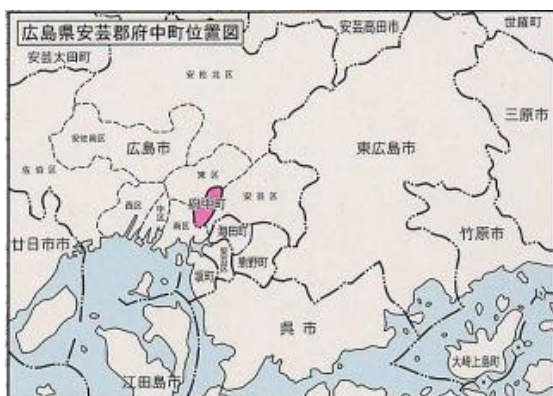 広島県安芸郡府中町位置図
安芸高田市
世羅町
安芸太田町
安佐北区
三原市
安佐南区
広島市
東広島市
佐伯区
東区
安芸区
西区
中区
府中町
南区
海田町
竹原市
廿日市市
坂町
熊野町
呉市
大崎上島町
江田島市